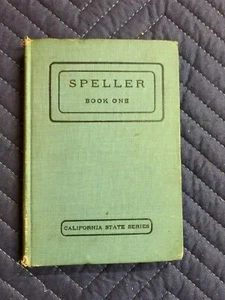 SPELLER
BOOK ONE
CALIFORNIA STATE SERIES